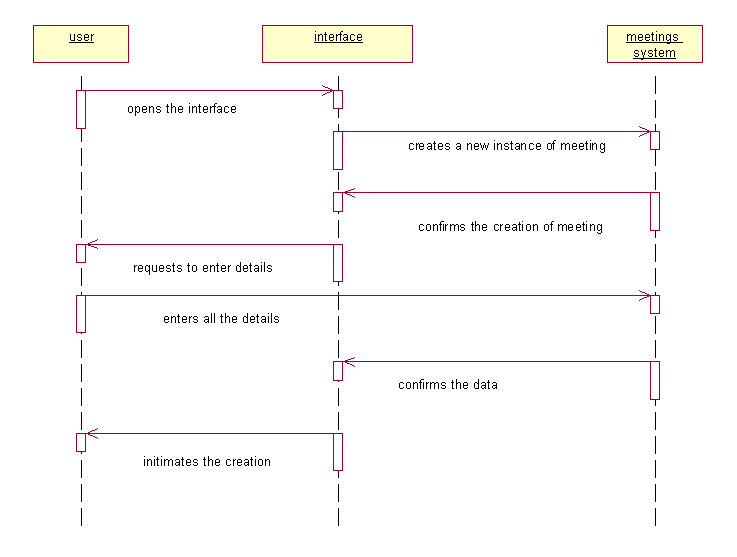 user
interface
meetings
system
opens the interface
creates a new instance of meeting
confirms the creation of meeting
requests to enter details
enters all the details
confirms the data
initimates the creation